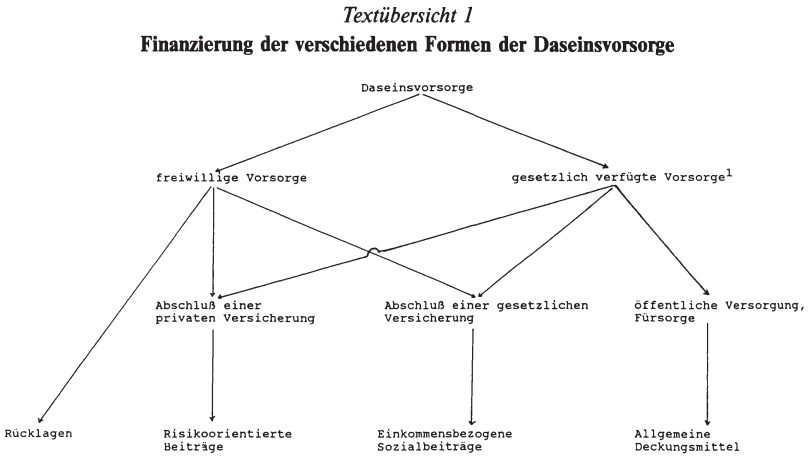 Textübersicht 1
Finanzierung der verschiedenen Formen der Daseinsvorsorge
Daseinsvorsorge
freiwillige Vorsorge
gesetzlich verfügte Vorsorge¹
Abschluß einer
privaten Versicherung
Abschluß einer gesetzlichen
Versicherung
öffentliche Versorgung,
Fürsorge
Rücklagen
Risikoorientierte
Beiträge
Einkommensbezogene
Sozialbeiträge
Allgemeine
Deckungsmittel